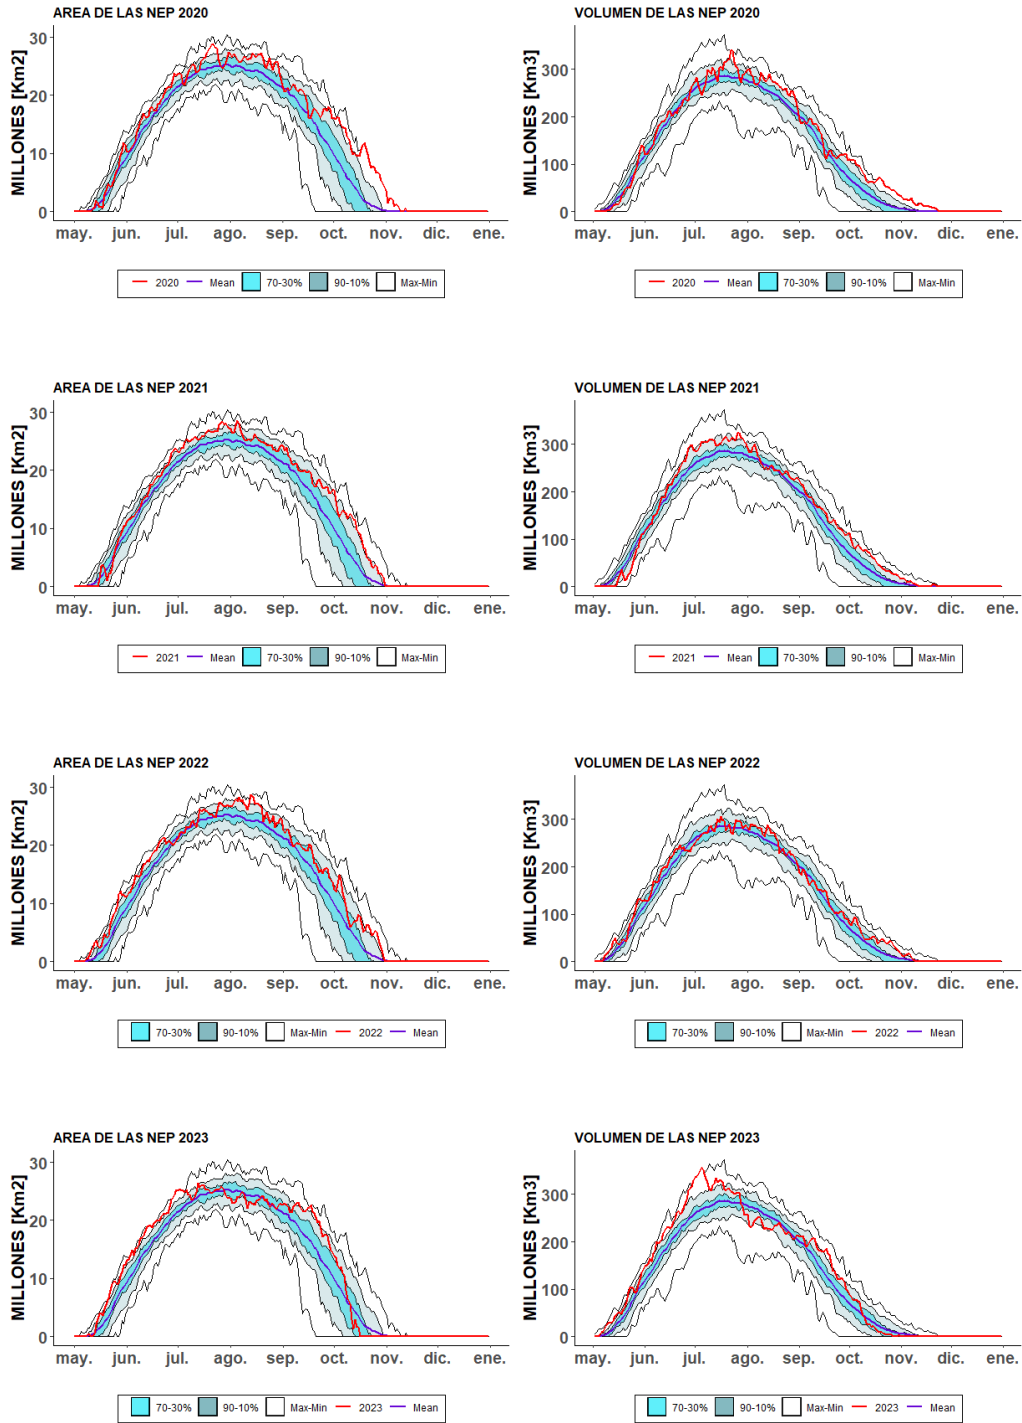 AREA DE LAS NEP 2020
MILLONES [Km2]
30
20
10
0
may. jun. jul. ago. sep. oct. nov. dic. ene.
2020 Mean 70-30% 90-10% Max-Min
VOLUMEN DE LAS NEP 2020
MILLONES [Km3]
300
200
100
0
may. jun. jul. ago. sep. oct. nov. dic. ene.
2020 Mean 70-30% 90-10% Max-Min
AREA DE LAS NEP 2021
MILLONES [Km2]
30
20
10
0
may. jun. jul. ago. sep. oct. nov. dic. ene.
2021 Mean 70-30% 90-10% Max-Min
VOLUMEN DE LAS NEP 2021
MILLONES [Km3]
300
200
100
0
may. jun. jul. ago. sep. oct. nov. dic. ene.
2021 Mean 70-30% 90-10% Max-Min
AREA DE LAS NEP 2022
MILLONES [Km2]
30
20
10
0
may. jun. jul. ago. sep. oct. nov. dic. ene.
70-30% 90-10% Max-Min 2022 Mean
VOLUMEN DE LAS NEP 2022
MILLONES [Km3]
300
200
100
0
may. jun. jul. ago. sep. oct. nov. dic. ene.
70-30% 90-10% Max-Min 2022 Mean
AREA DE LAS NEP 2023
MILLONES [Km2]
30
20
10
0
may. jun. jul. ago. sep. oct. nov. dic. ene.
70-30% 90-10% Max-Min 2023 Mean
VOLUMEN DE LAS NEP 2023
MILLONES [Km3]
300
200
100
0
may. jun. jul. ago. sep. oct. nov. dic. ene.
70-30% 90-10% Max-Min 2023 Mean